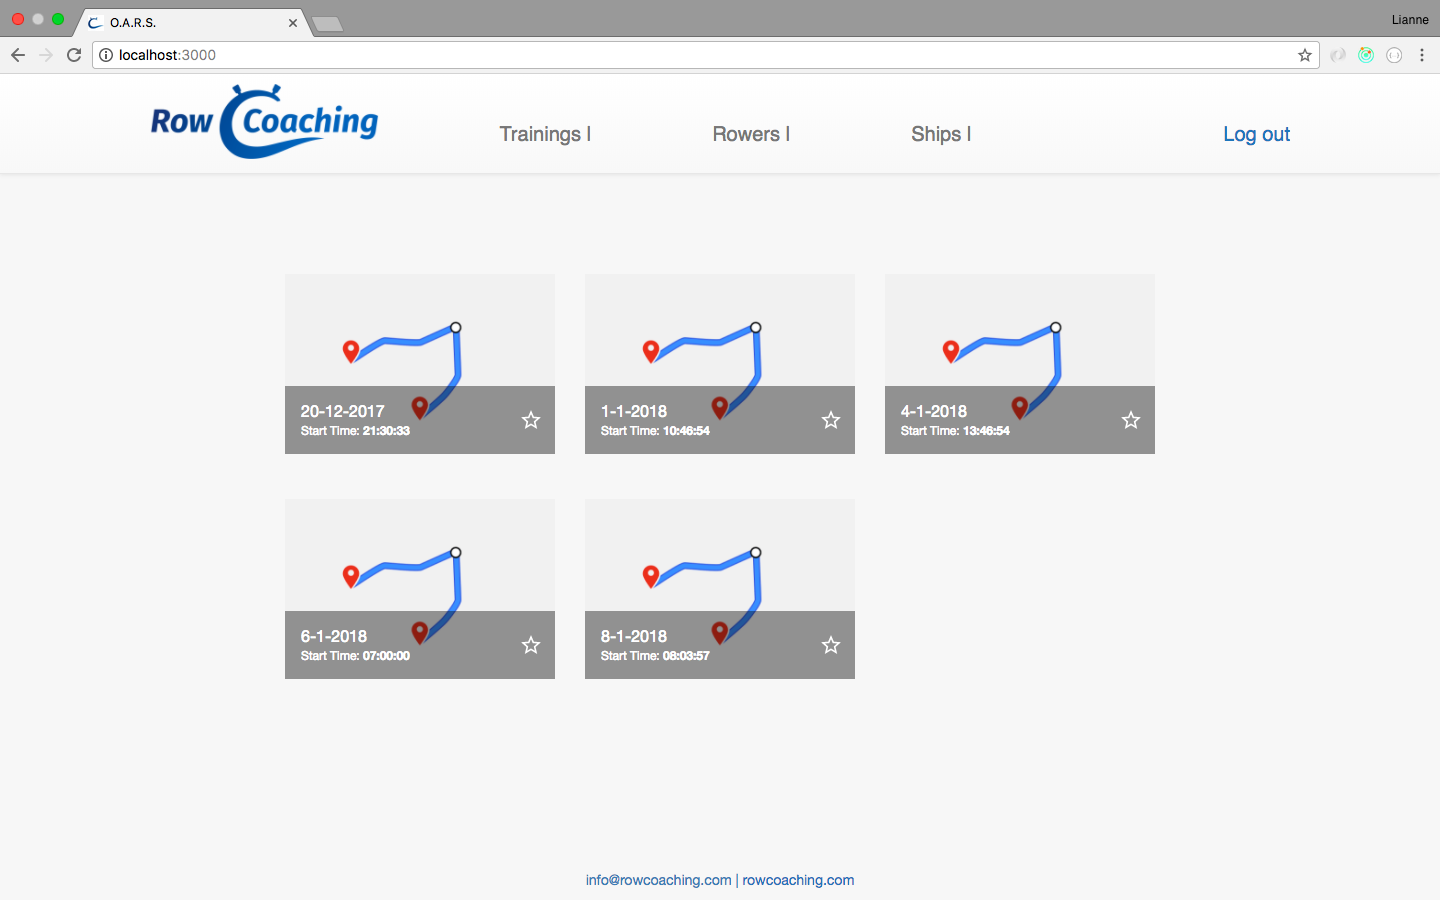 O.A.R.S.
Lianne
localhost:3000
Row Coaching
Trainings |
Rowers |
Ships |
Log out
20-12-2017
Start Time: 21:30:33
1-1-2018
Start Time: 10:46:54
4-1-2018
Start Time: 13:46:54
6-1-2018
Start Time: 07:00:00
8-1-2018
Start Time: 08:03:57
info@rowcoaching.com | rowcoaching.com